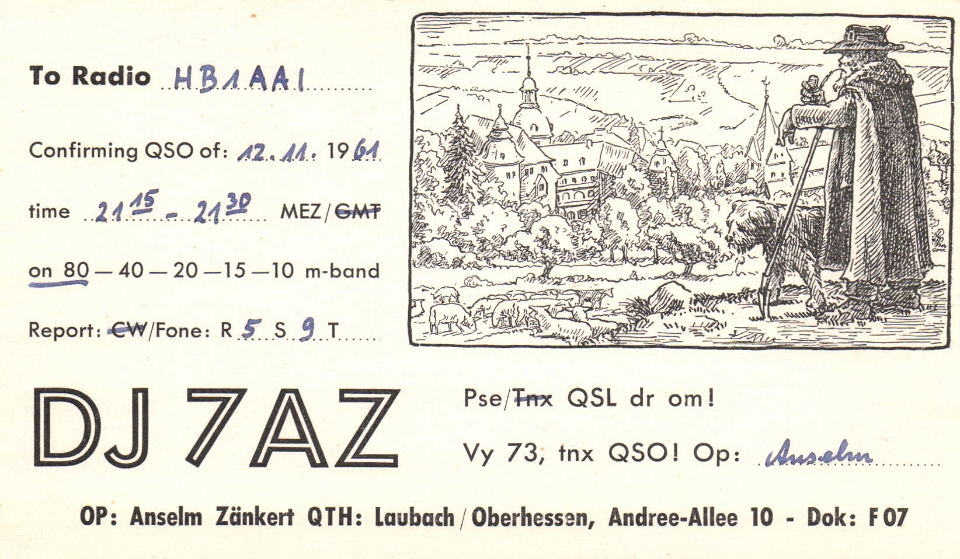 To Radio HB1AAI
Confirming QSO of: 12.11. 1961
time 21 15 - 21 30 MEZ/GMT
on 80 — 40 — 20 — 15 — 10 m-band
Report: CW/Fone: R 5 S 9 T
DJ 7AZ
Pse/Tnx QSL dr om!
Vy 73, tnx QSO! Op: Anselm
OP: Anselm Zänkert QTH: Laubach / Oberhessen, Andree-Allee 10 - Dok: F07